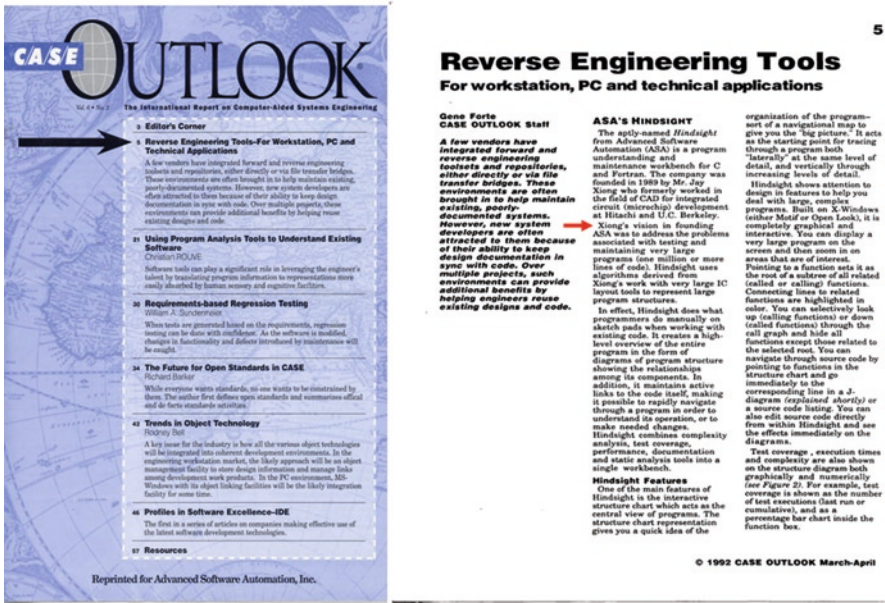 CASE
OUTLOOK
Vol. 6 • No. 2
The International Report on Computer-Aided Systems Engineering
3 Editor's Corner
5 Reverse Engineering Tools–For Workstation, PC and
Technical Applications
A few vendors have integrated forward and reverse engineering
toolsets and repositories, either directly or via file transfer bridges.
These environments are often brought in to help maintain existing,
poorly-documented systems. However, new system developers are
often attracted to them because of their ability to keep design
documentation in sync with code. Over multiple projects, these
environments can provide additional benefits by helping reuse
existing designs and code.
21 Using Program Analysis Tools to Understand Existing
Software
Christian ROUVE
Software tools can play a significant role in leveraging the engineer's
talent by translating program information to representations more
easily absorbed by human sensory and cognitive faculties.
30 Requirements-based Regression Testing
William A. Sundermeier
When tests are generated based on the requirements, regression
testing can be done with confidence. As the software is modified,
changes in functionality and defects introduced by maintenance will
be caught.
34 The Future for Open Standards in CASE
Richard Barker
While everyone wants standards, no one wants to be constrained by
them. The author first defines open standards and summarises offical
and de facto standards activities.
42 Trends in Object Technology
Rodney Bell
A key issue for the industry is how all the various object technologies
will be integrated into coherent development environments. In the
engineering workstation market, the likely approach will be an object
management facility to store design information and manage links
among development work products. In the PC environment, MS-
Windows with its object linking facilities will be the likely integration
facility for some time.
46 Profiles in Software Excellence–IDE
The first in a series of articles on companies making effective use of
the latest software development technologies.
57 Resources
Reprinted for Advanced Software Automation, Inc.
5
Reverse Engineering Tools
For workstation, PC and technical applications
Gene Forte
CASE OUTLOOK Staff
A few vendors have
integrated forward and
reverse engineering
toolsets and repositories,
either directly or via file
transfer bridges. These
environments are often
brought in to help maintain
existing, poorly-
documented systems.
However, new system
developers are often
attracted to them because
of their ability to keep
design documentation in
sync with code. Over
multiple projects, such
environments can provide
additional benefits by
helping engineers reuse
existing designs and code.
ASA'S HINDSIGHT
The aptly-named Hindsight
from Advanced Software
Automation (ASA) is a program
understanding and
maintenance workbench for C
and Fortran. The company was
founded in 1989 by Mr. Jay
Xiong who formerly worked in
the field of CAD for integrated
circuit (microchip) development
at Hitachi and U.C. Berkeley.
Xiong's vision in founding
ASA was to address the problems
associated with testing and
maintaining very large
programs (one million or more
lines of code). Hindsight uses
algorithms derived from
Xiong's work with very large IC
layout tools to represent large
program structures.
In effect, Hindsight does what
programmers do manually on
sketch pads when working with
existing code. It creates a high-
level overview of the entire
program in the form of
diagrams of program structure
showing the relationships
among its components. In
addition, it maintains active
links to the code itself, making
it possible to rapidly navigate
through a program in order to
understand its operation, or to
make needed changes.
Hindsight combines complexity
analysis, test coverage,
performance, documentation
and static analysis tools into a
single workbench.
Hindsight Features
One of the main features of
Hindsight is the interactive
structure chart which acts as the
central view of programs. The
structure chart representation
gives you a quick idea of the
organization of the program–
sort of a navigational map to
give you the "big picture." It acts
as the starting point for tracing
through a program both
"laterally" at the same level of
detail, and vertically through
increasing levels of detail.
Hindsight shows attention to
design in features to help you
deal with large, complex
programs. Built on X-Windows
(either Motif or Open Look), it is
completely graphical and
interactive. You can display a
very large program on the
screen and then zoom in on
areas that are of interest.
Pointing to a function sets it as
the root of a subtree of all related
(called or calling) functions.
Connecting lines to related
functions are highlighted in
color. You can selectively look
up (calling functions) or down
(called functions) through the
call graph and hide all
functions except those related to
the selected root. You can
navigate through source code by
pointing to functions in the
structure chart and go
immediately to the
corresponding line in a J-
diagram (explained shortly) or
a source code listing. You can
also edit source code directly
from within Hindsight and see
the effects immediately on the
diagrams.
Test coverage , execution times
and complexity are also shown
on the structure diagram both
graphically and numerically
(see Figure 2). For example, test
coverage is shown as the number
of test executions (last run or
cumulative), and as a
percentage bar chart inside the
function box.
© 1992 CASE OUTLOOK March-April